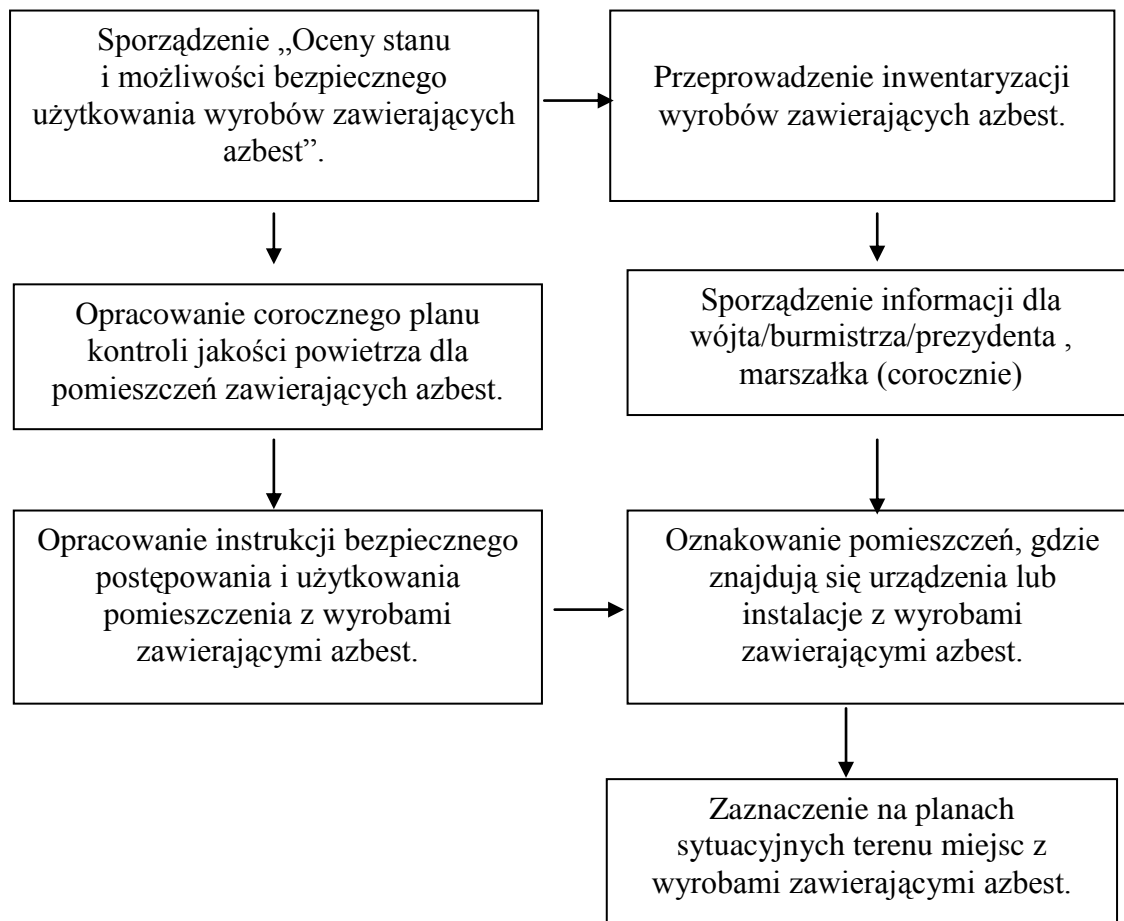 Sporządzenie „Oceny stanu
i możliwości bezpiecznego
użytkowania wyrobów zawierających
azbest”.
Przeprowadzenie inwentaryzacji
wyrobów zawierających azbest.
Opracowanie corocznego planu
kontroli jakości powietrza dla
pomieszczeń zawierających azbest.
Sporządzenie informacji dla
wójta/burmistrza/prezydenta ,
marszałka (corocznie)
Opracowanie instrukcji bezpiecznego
postępowania i użytkowania
pomieszczenia z wyrobami
zawierającymi azbest.
Oznakowanie pomieszczeń, gdzie
znajdują się urządzenia lub
instalacje z wyrobami
zawierającymi azbest.
Zaznaczenie na planach
sytuacyjnych terenu miejsc z
wyrobami zawierającymi azbest.